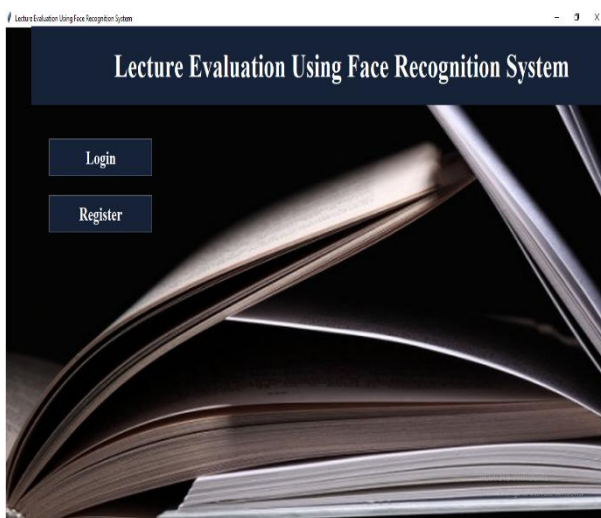 Lecture Evaluation Using Face Recognition System
Lecture Evaluation Using Face Recognition System
Login
Register